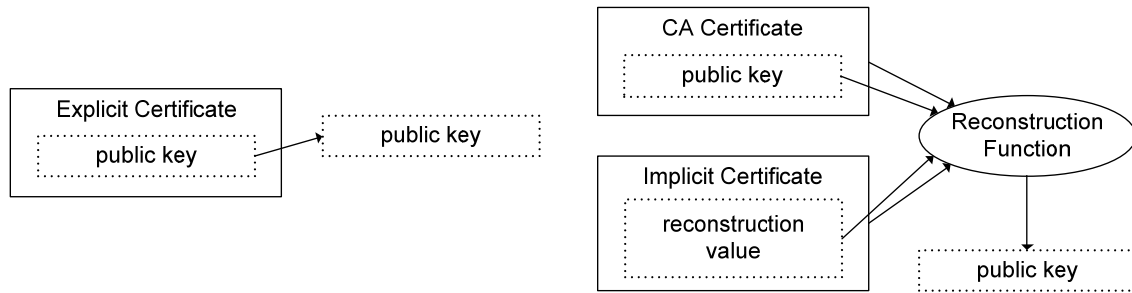 Explicit Certificate
public key
public key
CA Certificate
public key
Implicit Certificate
reconstruction
value
Reconstruction
Function
public key